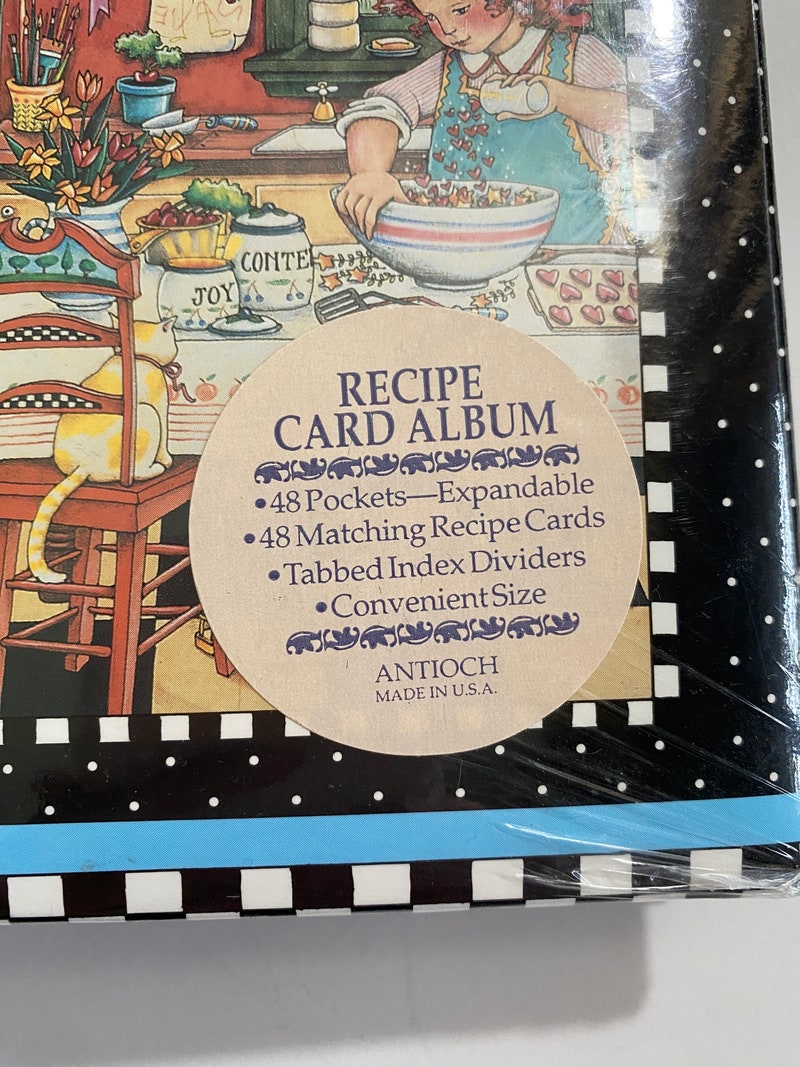 CONTE
JOY
RECIPE
CARD ALBUM
•48 Pockets—Expandable
•48 Matching Recipe Cards
•Tabbed Index Dividers
•Convenient Size
ANTIOCH
MADE IN U.S.A.